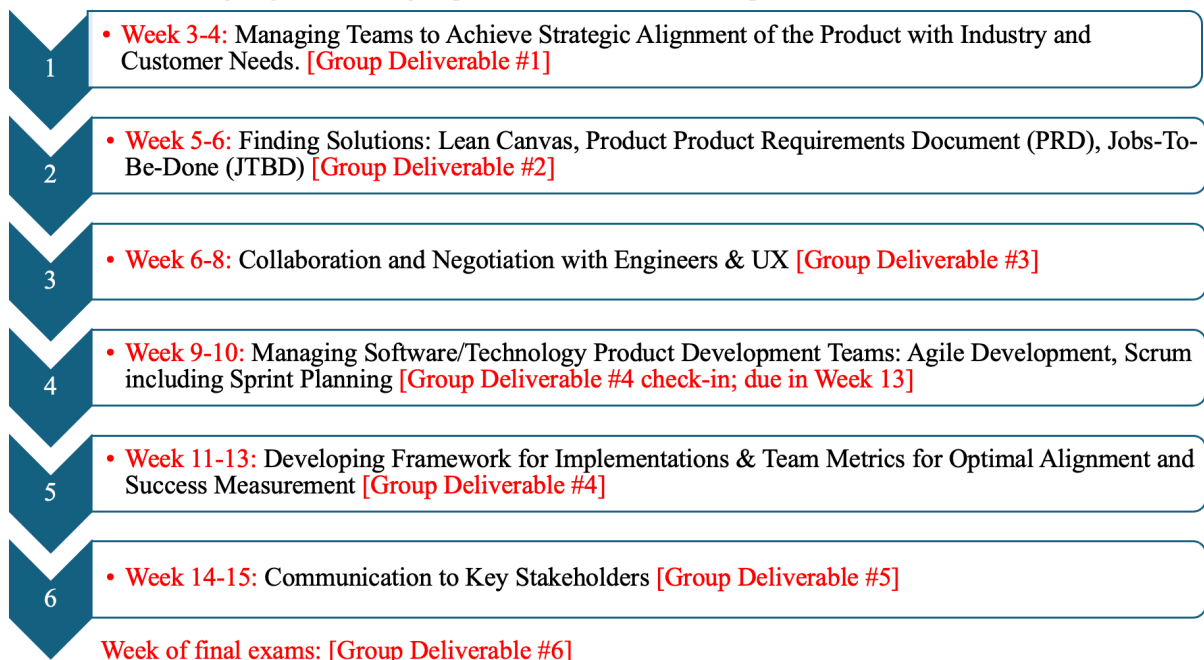 1
• Week 3-4: Managing Teams to Achieve Strategic Alignment of the Product with Industry and
Customer Needs. [Group Deliverable #1]
2
• Week 5-6: Finding Solutions: Lean Canvas, Product Product Requirements Document (PRD), Jobs-To-
Be-Done (JTBD) [Group Deliverable #2]
3
• Week 6-8: Collaboration and Negotiation with Engineers & UX [Group Deliverable #3]
4
• Week 9-10: Managing Software/Technology Product Development Teams: Agile Development, Scrum
including Sprint Planning [Group Deliverable #4 check-in; due in Week 13]
5
• Week 11-13: Developing Framework for Implementations & Team Metrics for Optimal Alignment and
Success Measurement [Group Deliverable #4]
6
• Week 14-15: Communication to Key Stakeholders [Group Deliverable #5]
Week of final exams: [Group Deliverable #6]